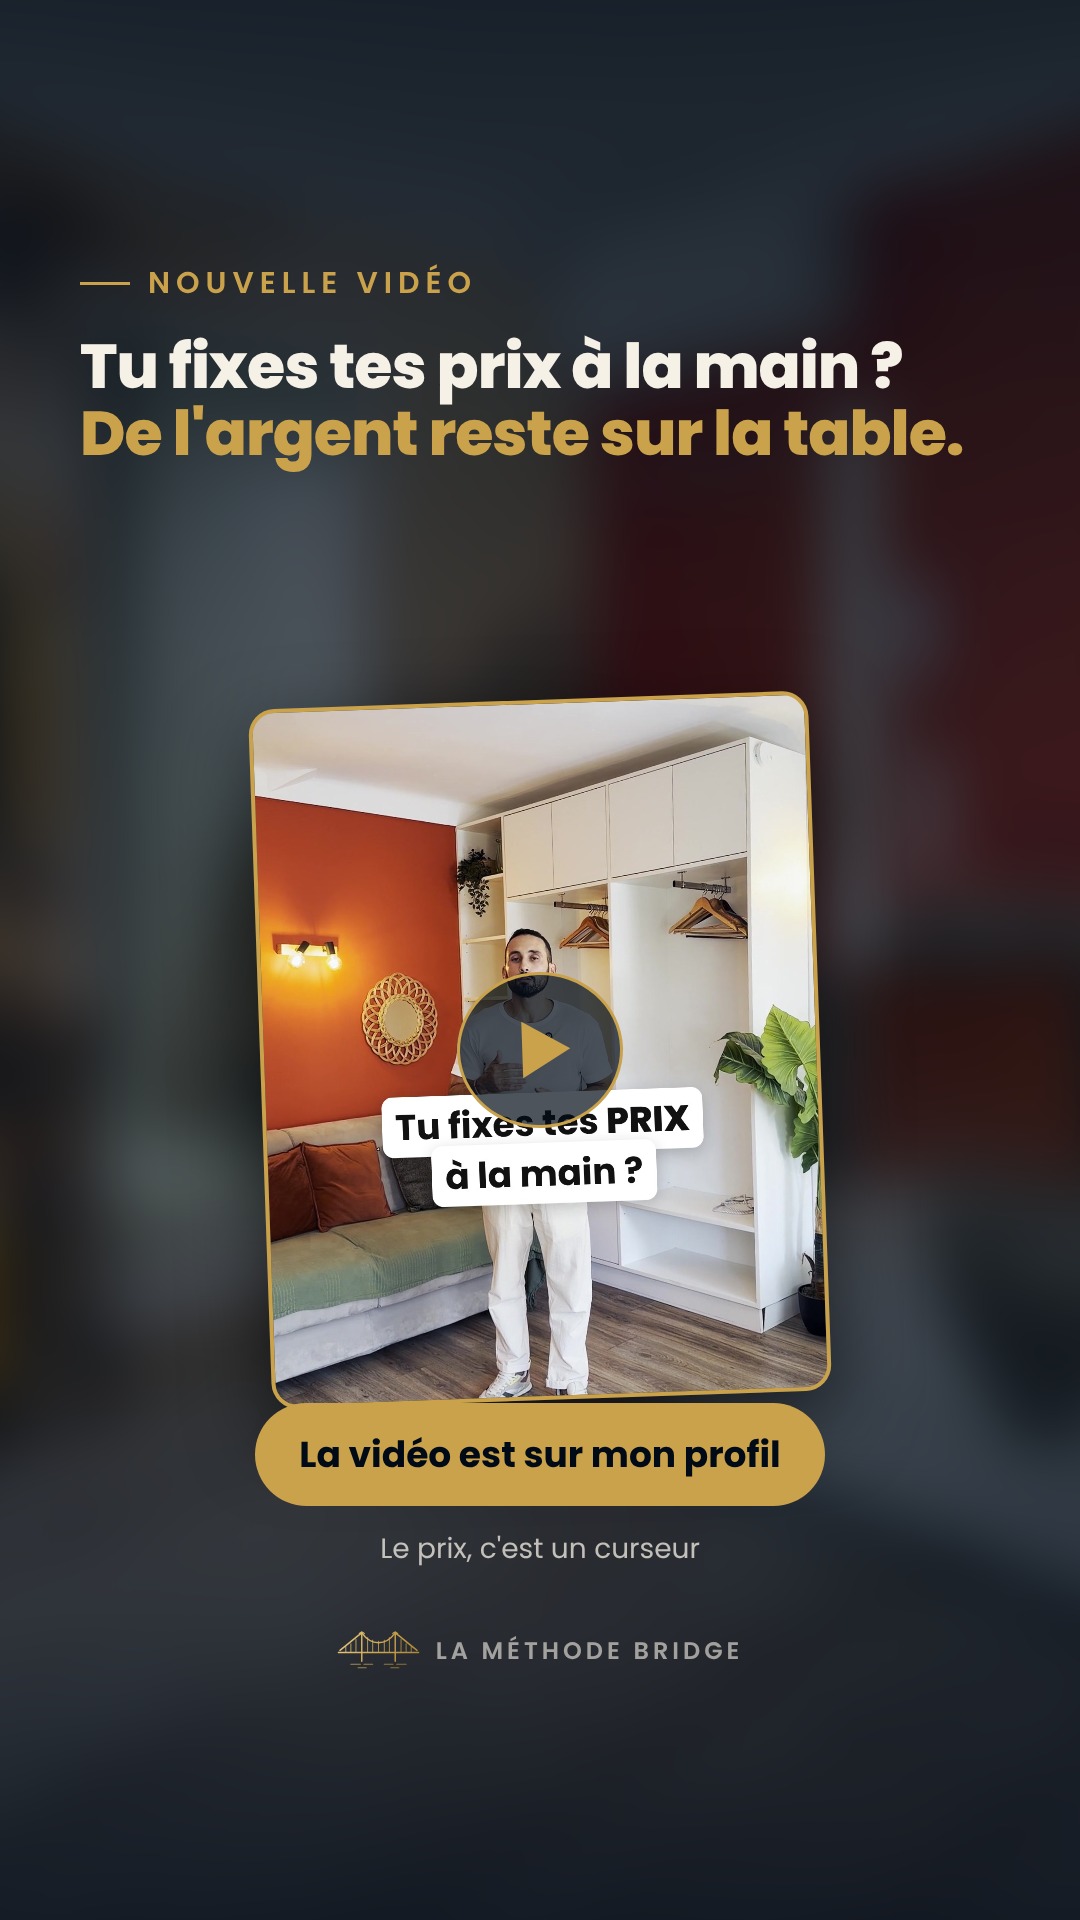 NOUVELLE VIDÉO
Tu fixes tes prix à la main ?
De l'argent reste sur la table.
Tu fixes tes PRIX
à la main ?
La vidéo est sur mon profil
Le prix, c'est un curseur
LA MÉTHODE BRIDGE